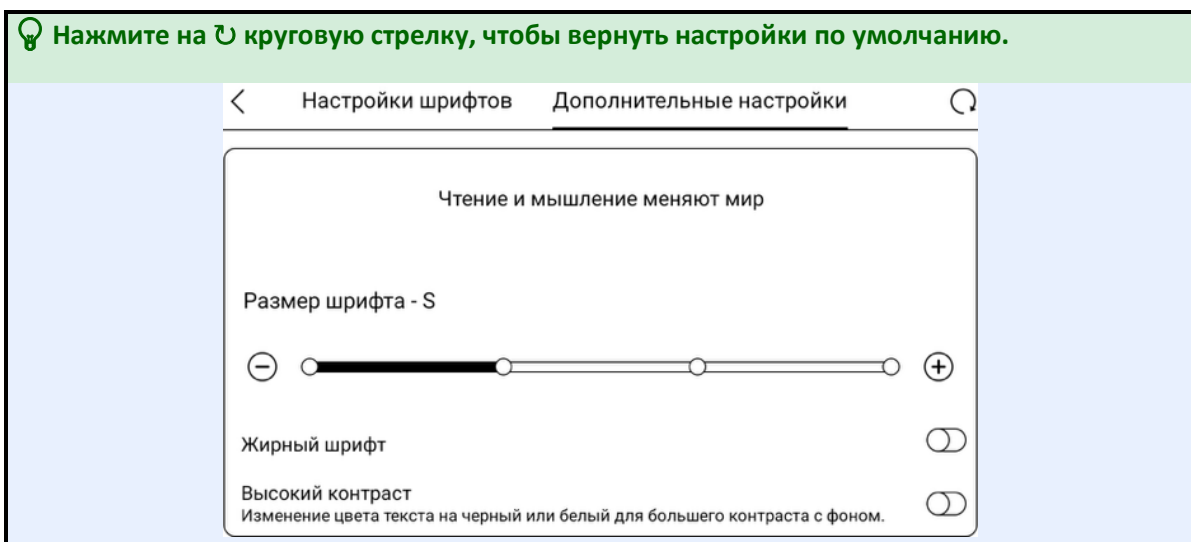 Нажмите на ↻ круговую стрелку, чтобы вернуть настройки по умолчанию.
Настройки шрифтов Дополнительные настройки
Чтение и мышление меняют мир
Размер шрифта - S
Жирный шрифт
Высокий контраст
Изменение цвета текста на черный или белый для большего контраста с фоном.